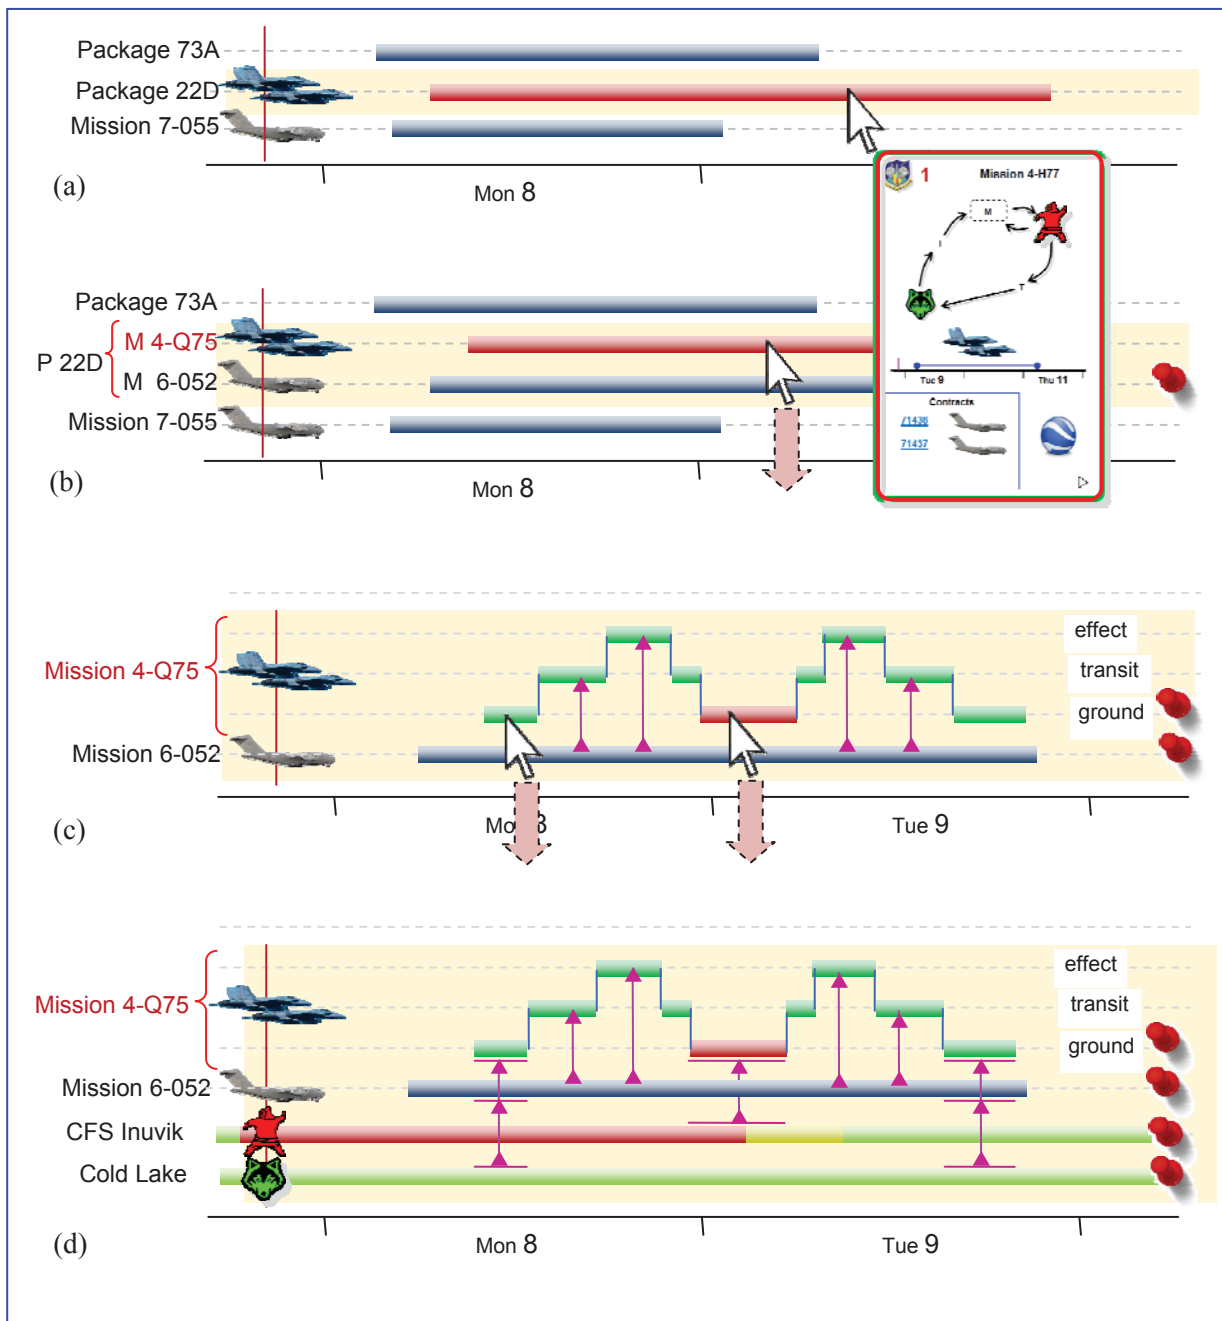 Package 73A
Package 22D
Mission 7-055
(a)
Mon 8
1 Mission 4-H77
M
T
Tue 9 Thu 11
Contracts
71437
Package 73A
M 4-Q75
P 22D
M 6-052
Mission 7-055
(b)
Mon 8
effect
Mission 4-Q75
transit
ground
Mission 6-052
(c)
Tue 9
effect
Mission 4-Q75
transit
ground
Mission 6-052
CFS Inuvik
Cold Lake
(d)
Mon 8
Tue 9